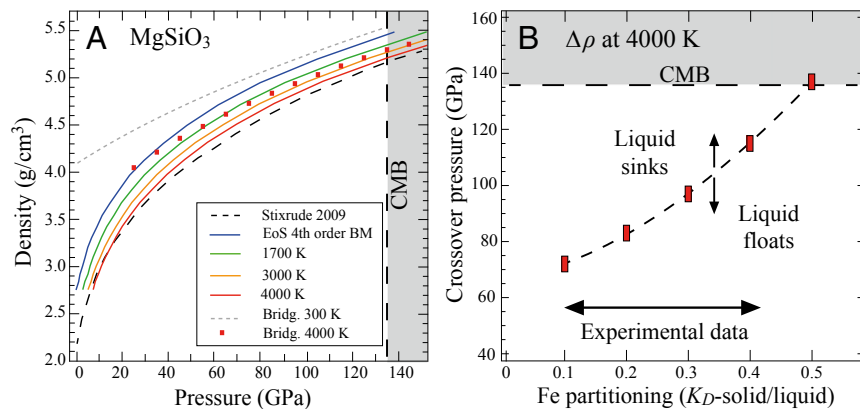 A
MgSiO3
5.5
5.0
4.5
4.0
3.5
3.0
2.5
2.0
Density (g/cm3)
0
20
40
60
80
100
120
140
Pressure (GPa)
CMB
Stixrude 2009
EoS 4th order BM
1700 K
3000 K
4000 K
Bridg. 300 K
Bridg. 4000 K
B
Δρ at 4000 K
CMB
160
140
120
100
80
60
40
Crossover pressure (GPa)
Liquid
sinks
Liquid
floats
Experimental data
0
0.1
0.2
0.3
0.4
0.5
Fe partitioning (KD-solid/liquid)